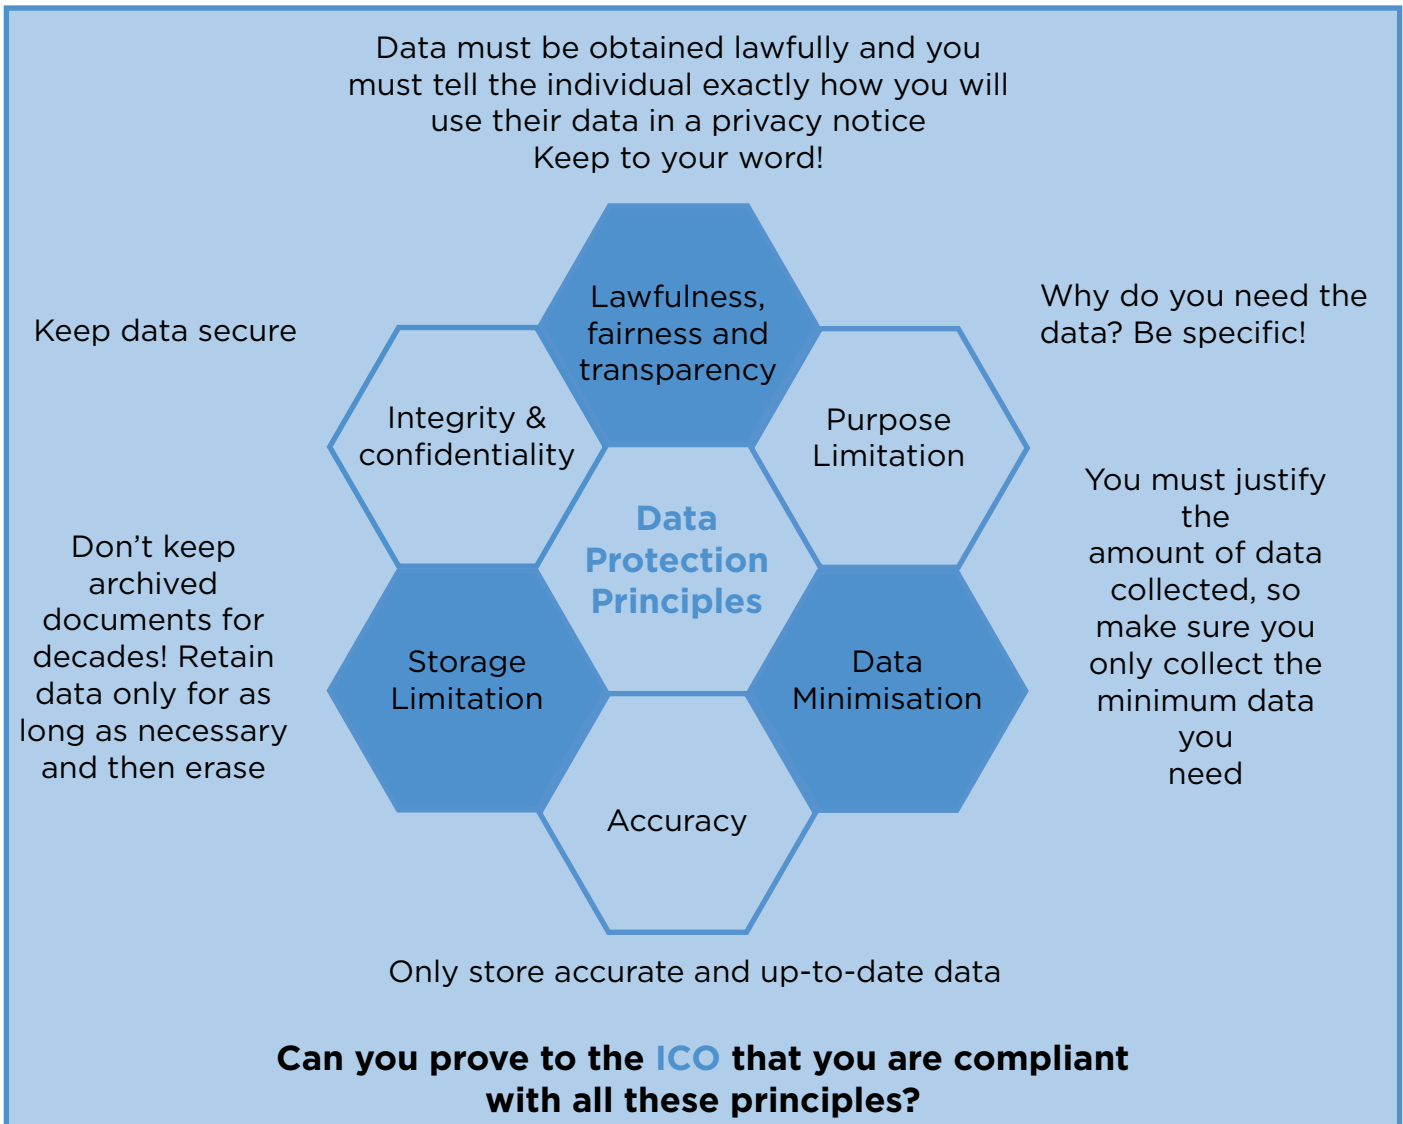 Data must be obtained lawfully and you
must tell the individual exactly how you will
use their data in a privacy notice
Keep to your word!
Lawfulness,
fairness and
transparency
Why do you need the
data? Be specific!
Keep data secure
Integrity &
confidentiality
Purpose
Limitation
You must justify
the
amount of data
collected, so
make sure you
only collect the
minimum data
you
need
Data
Protection
Principles
Don’t keep
archived
documents for
decades! Retain
data only for as
long as necessary
and then erase
Storage
Limitation
Data
Minimisation
Accuracy
Only store accurate and up-to-date data
Can you prove to the ICO that you are compliant
with all these principles?